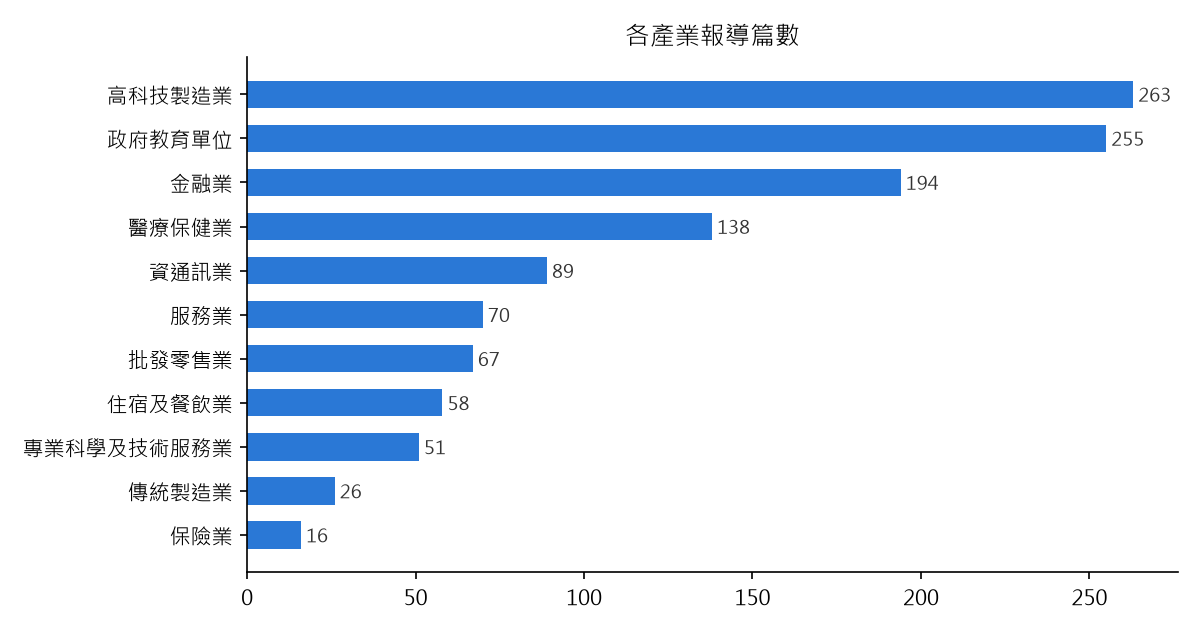 各產業報導篇數
高科技製造業 263
政府教育單位 255
金融業 194
醫療保健業 138
資通訊業 89
服務業 70
批發零售業 67
住宿及餐飲業 58
專業科學及技術服務業 51
傳統製造業 26
保險業 16
0 50 100 150 200 250